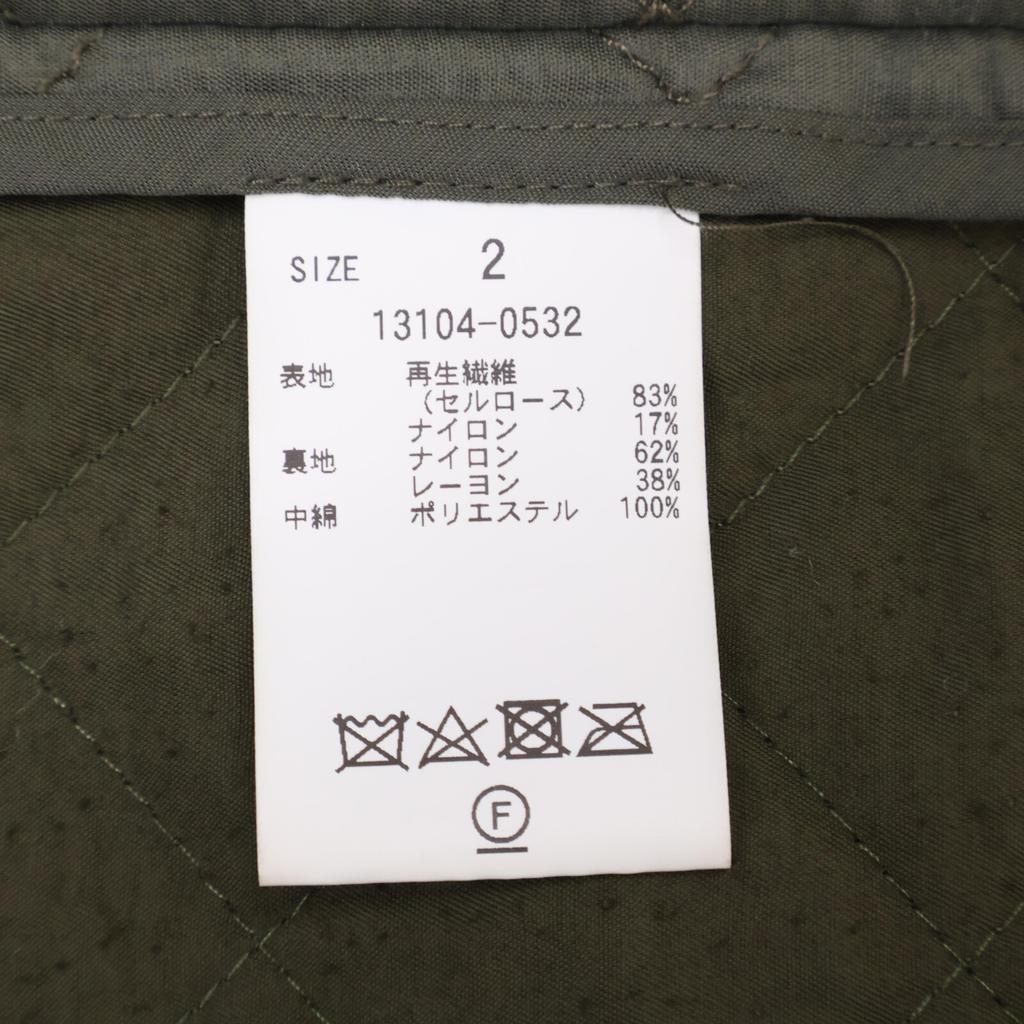 SIZE 2
13104-0532
表地 再生繊維
（セルロース） 83%
ナイロン 17%
裏地 ナイロン 62%
レーヨン 38%
中綿 ポリエステル 100%
F